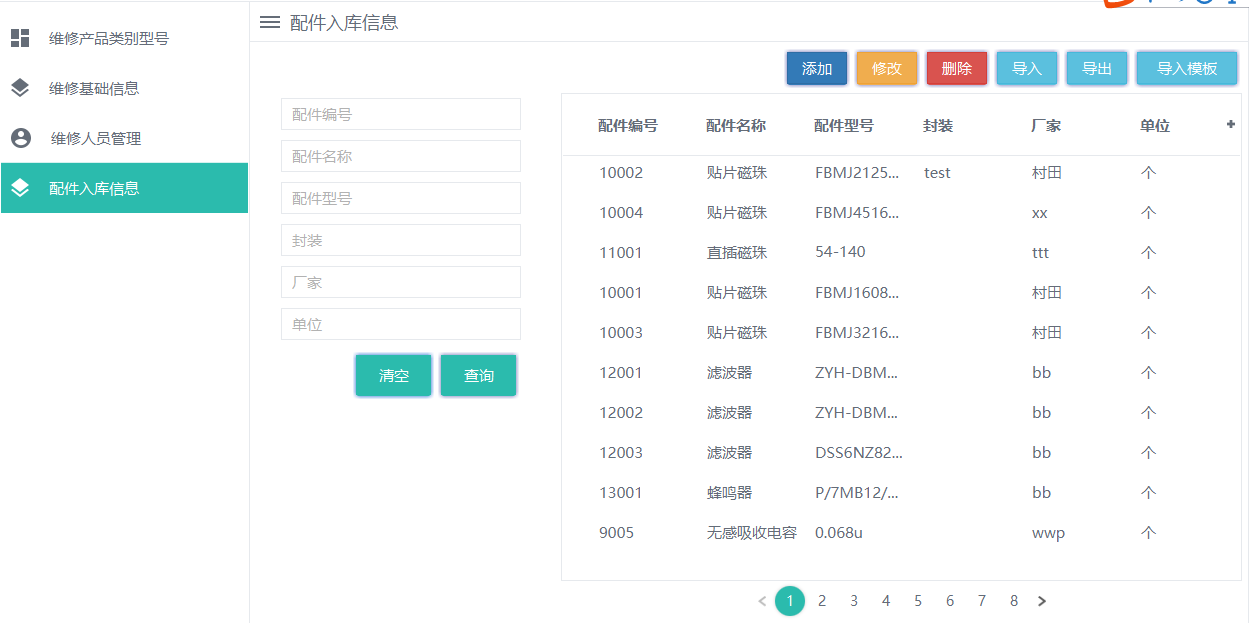 维修产品类别型号
维修基础信息
维修人员管理
配件入库信息
配件入库信息
添加 修改 删除 导入 导出 导入模板
配件编号
配件名称
配件型号
封装
厂家
单位
清空 查询
配件编号 配件名称 配件型号 封装 厂家 单位 +
10002 贴片磁珠 FBMJ2125... test 村田 个
10004 贴片磁珠 FBMJ4516... xx 个
11001 直插磁珠 54-140 ttt 个
10001 贴片磁珠 FBMJ1608... 村田 个
10003 贴片磁珠 FBMJ3216... 村田 个
12001 滤波器 ZYH-DBM... bb 个
12002 滤波器 ZYH-DBM... bb 个
12003 滤波器 DSS6NZ82... bb 个
13001 蜂鸣器 P/7MB12/... bb 个
9005 无感吸收电容 0.068u wwp 个
< 1 2 3 4 5 6 7 8 >